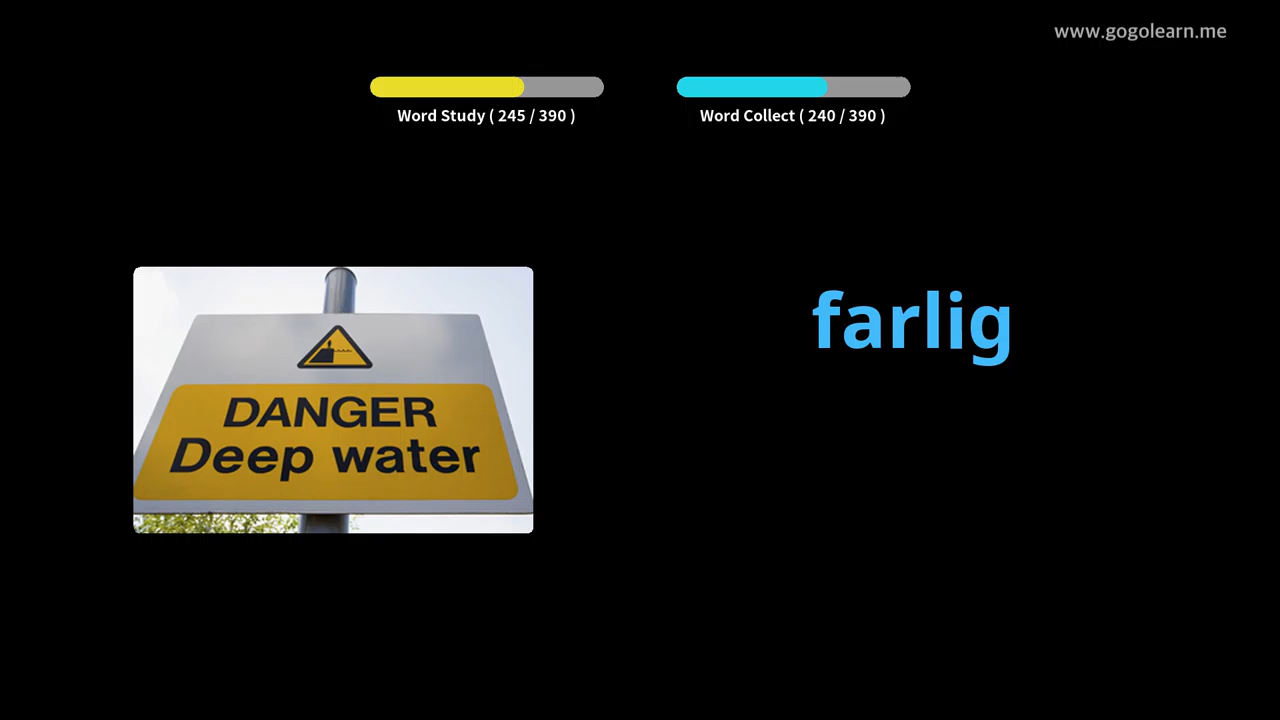 www.gogolearn.me
Word Study ( 245 / 390 )
Word Collect ( 240 / 390 )
DANGER
Deep water
farlig